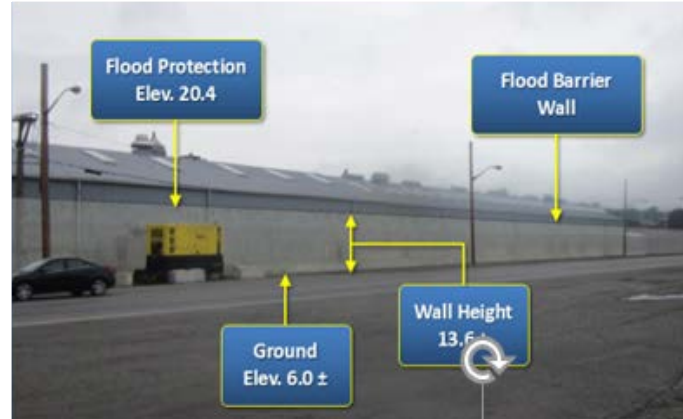 Flood Protection
Elev. 20.4
Flood Barrier
Wall
Wall Height
13.6
Ground
Elev. 6.0 ±